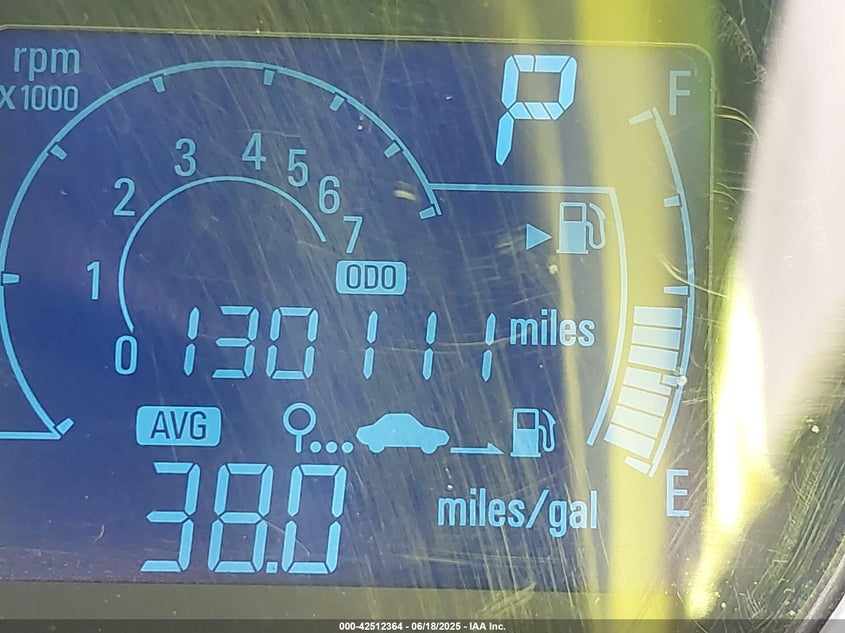 rpm
X1000
P
F
0 1 2 3 4 5 6 7
ODO
130111 miles
AVG
38.0 miles/gal
E
000-42512364 - 06/18/2025 - IAA Inc.